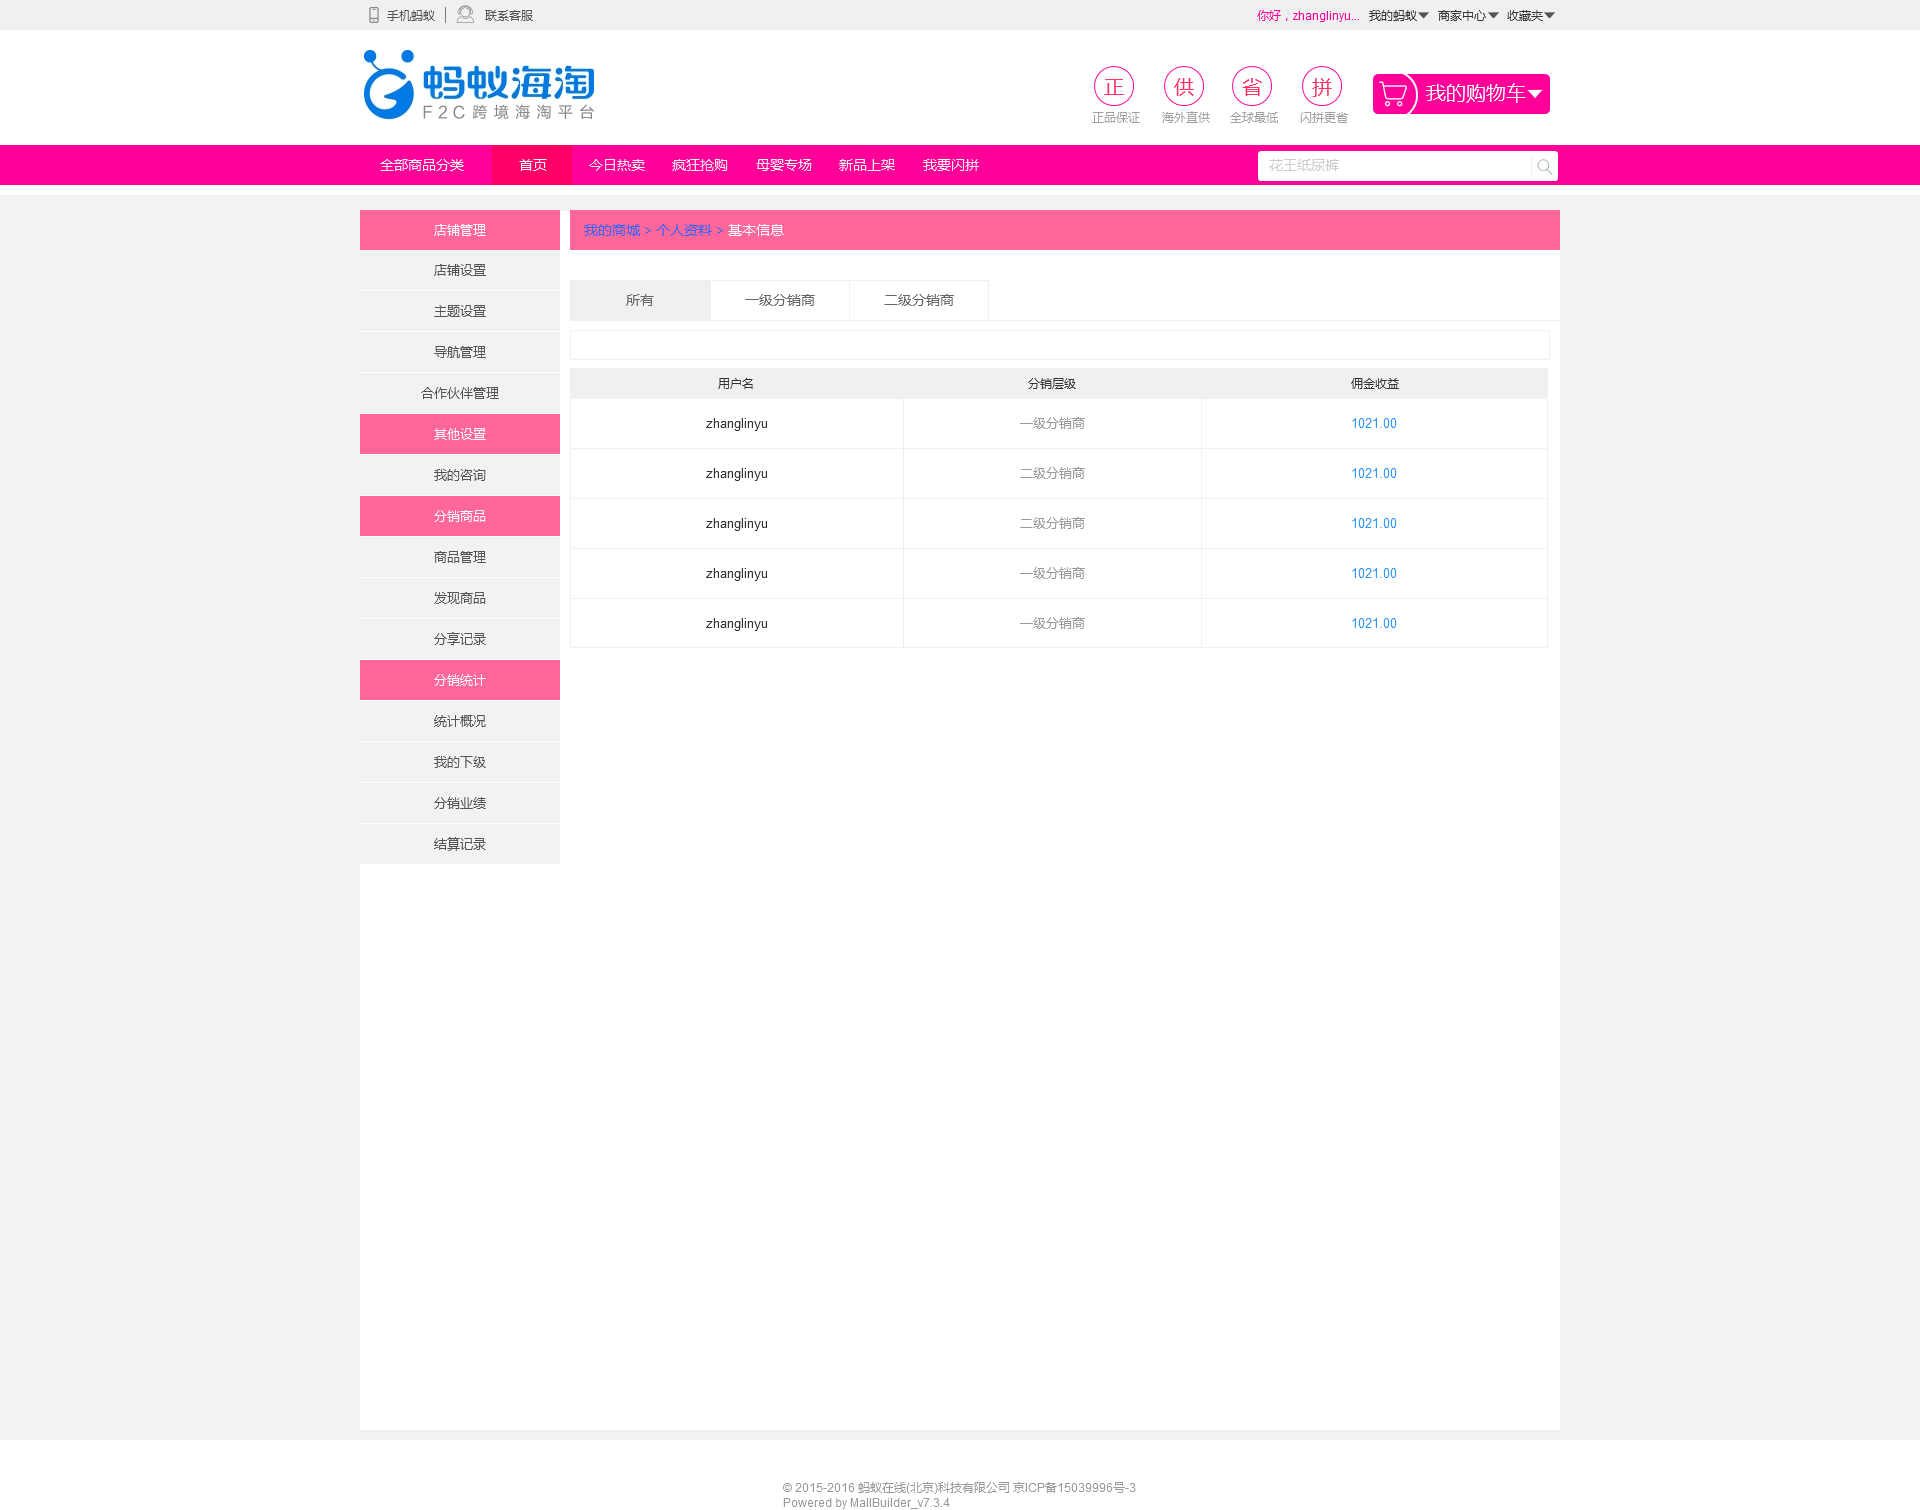 手机蚂蚁 联系客服 你好，zhanglinyu... 我的蚂蚁 商家中心 收藏夹
蚂蚁海淘
F2C跨境海淘平台
正 供 省 拼
正品保证 海外直供 全球最低 闪拼更省
我的购物车
全部商品分类 首页 今日热卖 疯狂抢购 母婴专场 新品上架 我要闪拼 花王纸尿裤
店铺管理
店铺设置
主题设置
导航管理
合作伙伴管理
其他设置
我的咨询
分销商品
商品管理
发现商品
分享记录
分销统计
统计概况
我的下级
分销业绩
结算记录
我的商城 > 个人资料 > 基本信息
所有 一级分销商 二级分销商
用户名 分销层级 佣金收益
zhanglinyu 一级分销商 1021.00
zhanglinyu 二级分销商 1021.00
zhanglinyu 二级分销商 1021.00
zhanglinyu 一级分销商 1021.00
zhanglinyu 一级分销商 1021.00
© 2015-2016 蚂蚁在线(北京)科技有限公司 京ICP备15039996号-3
Powered by MallBuilder_v7.3.4